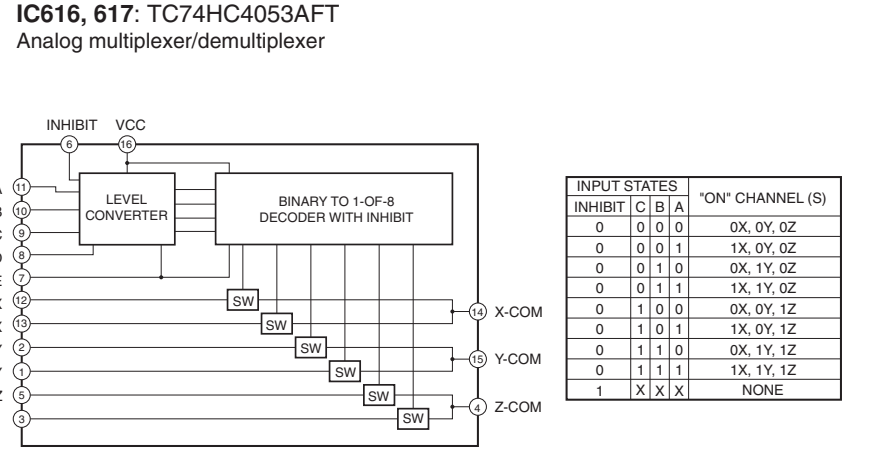 IC616, 617: TC74HC4053AFT
Analog multiplexer/demultiplexer
INHIBIT VCC
6 16
11
10
9
8
7
12
13
2
1
5
3
LEVEL
CONVERTER
BINARY TO 1-OF-8
DECODER WITH INHIBIT
SW
SW
SW
SW
SW
SW
14 X-COM
15 Y-COM
4 Z-COM
INPUT STATES "ON" CHANNEL (S)
INHIBIT C B A
0 0 0 0 0X, 0Y, 0Z
0 0 0 1 1X, 0Y, 0Z
0 0 1 0 0X, 1Y, 0Z
0 0 1 1 1X, 1Y, 0Z
0 1 0 0 0X, 0Y, 1Z
0 1 0 1 1X, 0Y, 1Z
0 1 1 0 0X, 1Y, 1Z
0 1 1 1 1X, 1Y, 1Z
1 X X X NONE